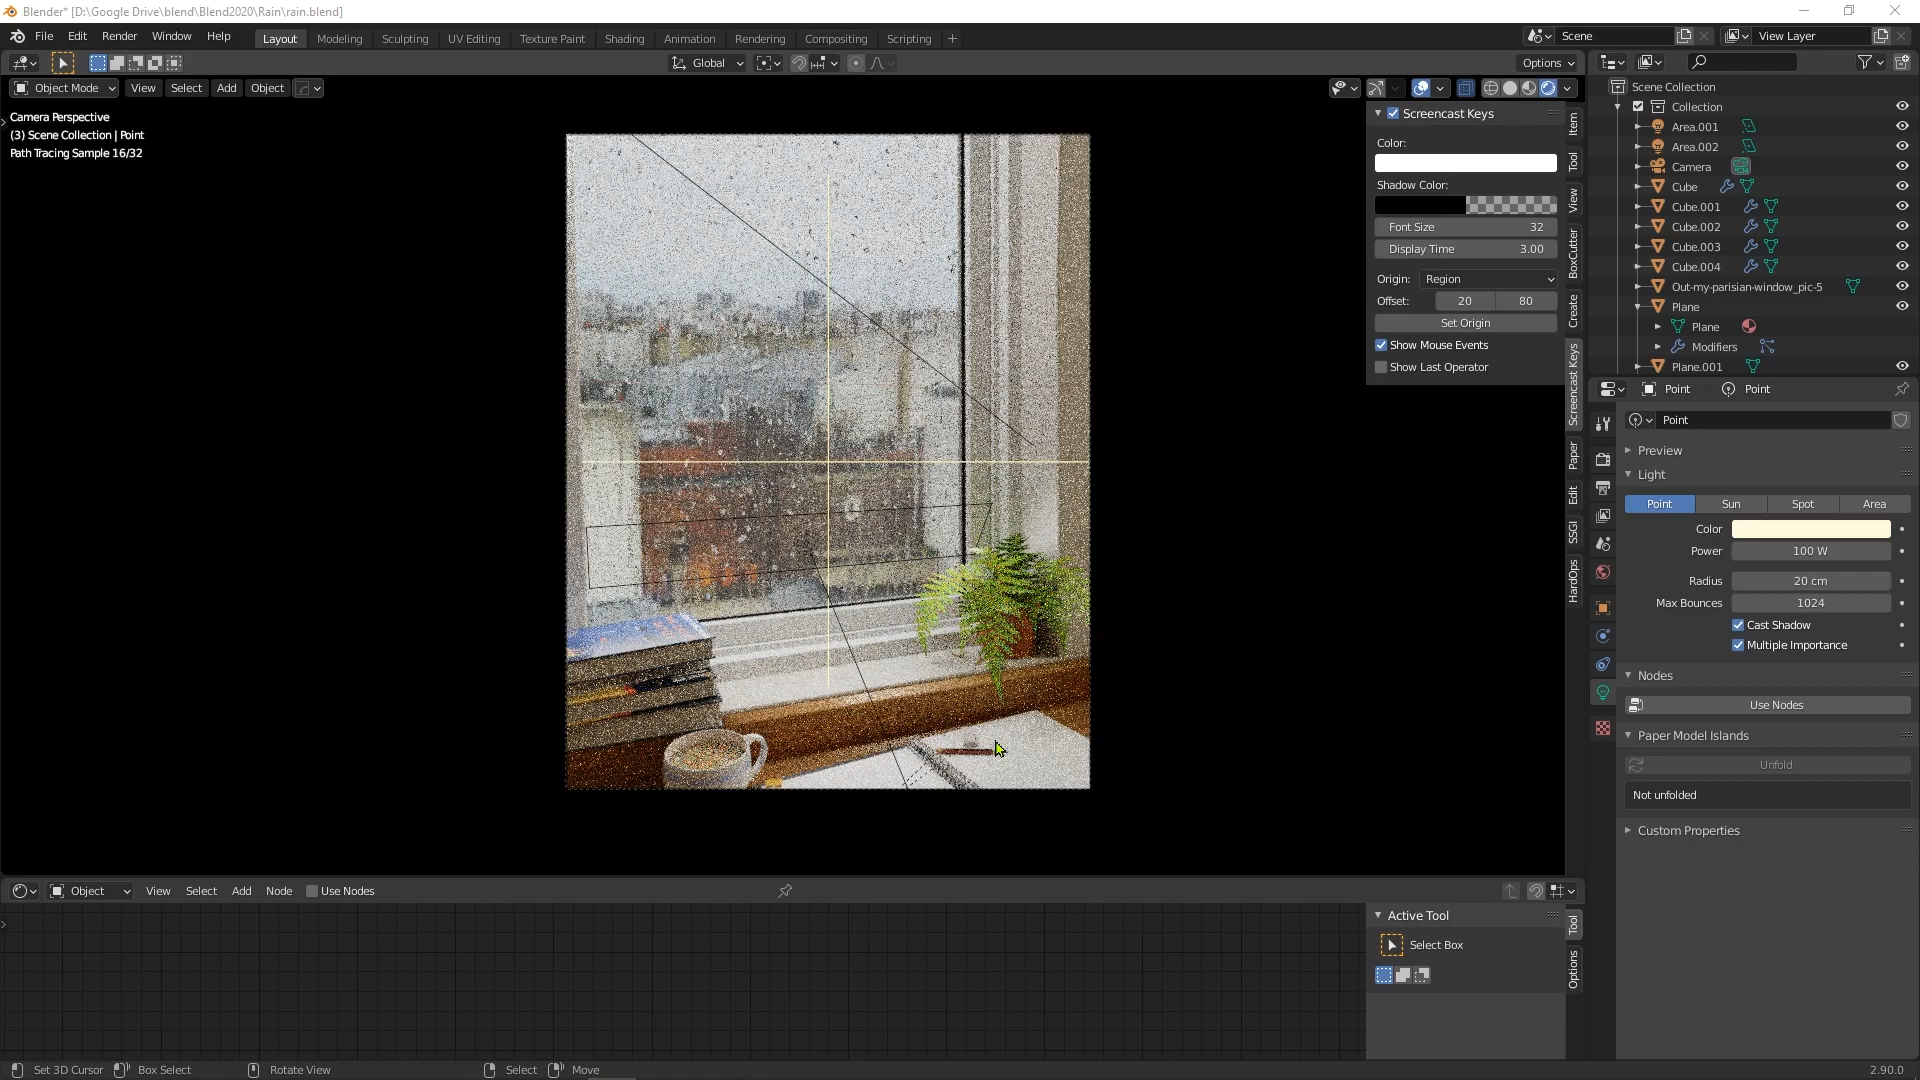 Blender* [D:\Google Drive\blend\Blend2020\Rain\rain.blend]
File Edit Render Window Help
Layout Modeling Sculpting UV Editing Texture Paint Shading Animation Rendering Compositing Scripting +
Scene
View Layer
Global
Options
Object Mode View Select Add Object
Camera Perspective
(3) Scene Collection | Point
Path Tracing Sample 16/32
Screencast Keys
Color:
Shadow Color:
Font Size 32
Display Time 3.00
Origin: Region
Offset: 20 80
Set Origin
Show Mouse Events
Show Last Operator
Item
Tool
View
BoxCutter
Create
Screencast Keys
Paper
Edit
SSGI
HardOps
Scene Collection
Collection
Area.001
Area.002
Camera
Cube
Cube.001
Cube.002
Cube.003
Cube.004
Out-my-parisian-window_pic-5
Plane
Plane
Modifiers
Plane.001
Point Point
Point
Preview
Light
Point Sun Spot Area
Color
Power 100 W
Radius 20 cm
Max Bounces 1024
Cast Shadow
Multiple Importance
Nodes
Use Nodes
Paper Model Islands
Unfold
Not unfolded
Custom Properties
Object View Select Add Node Use Nodes
Active Tool
Select Box
Tool
Options
Set 3D Cursor Box Select Rotate View Select Move
2.90.0